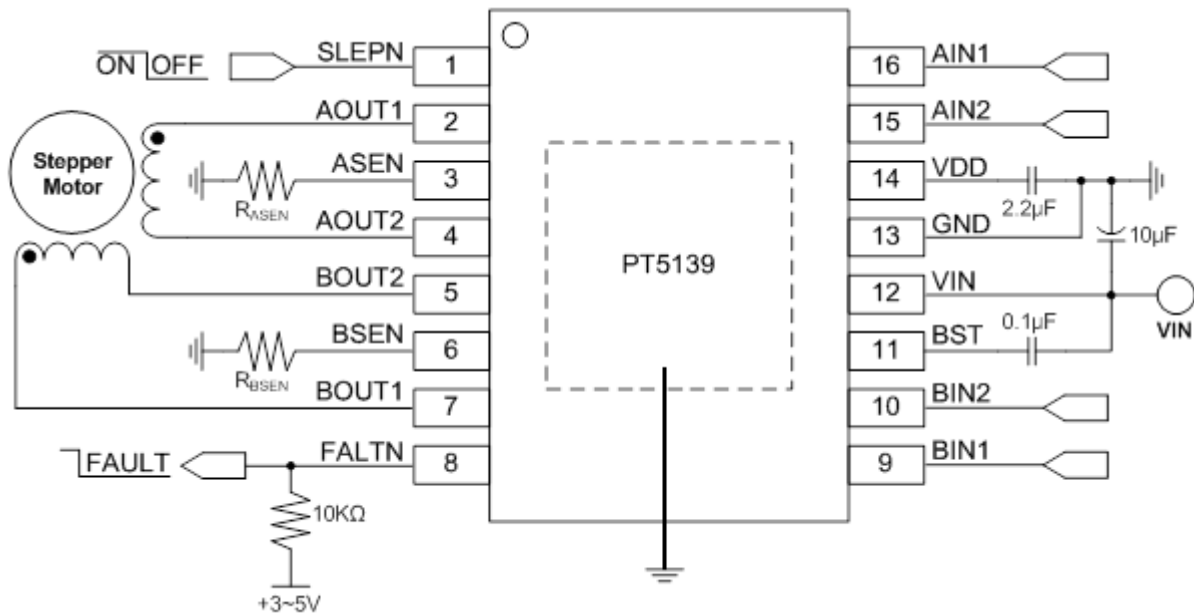 ON OFF
SLEPN
1
AOUT1
2
Stepper
Motor
ASEN
3
RASEN
AOUT2
4
BOUT2
5
BSEN
6
RBSEN
BOUT1
7
FAULT
FALTN
8
10KΩ
+3~5V
PT5139
16
AIN1
15
AIN2
14
VDD
2.2µF
13
GND
10µF
12
VIN
VIN
0.1µF
11
BST
10
BIN2
9
BIN1